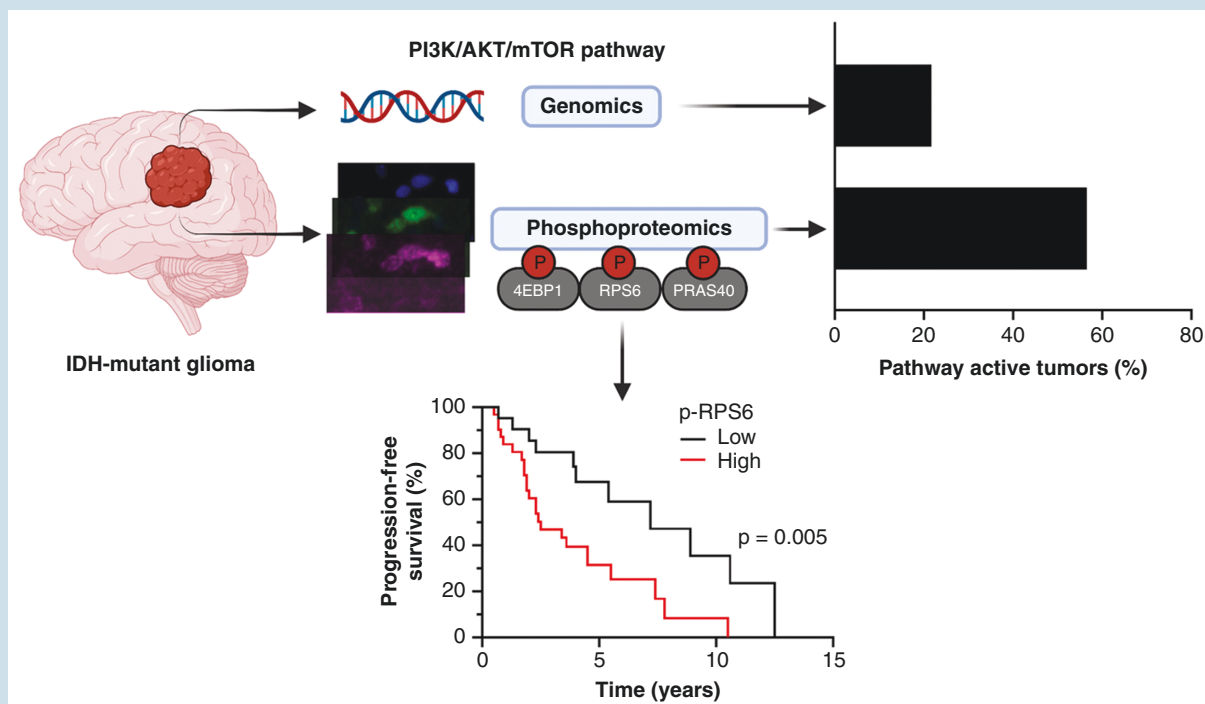 PI3K/AKT/mTOR pathway
Genomics
Phosphoproteomics
P P P
4EBP1 RPS6 PRAS40
IDH-mutant glioma
0 20 40 60 80
Pathway active tumors (%)
p-RPS6
Low
High
p = 0.005
Progression-free
survival (%)
100
80
60
40
20
0
0 5 10 15
Time (years)